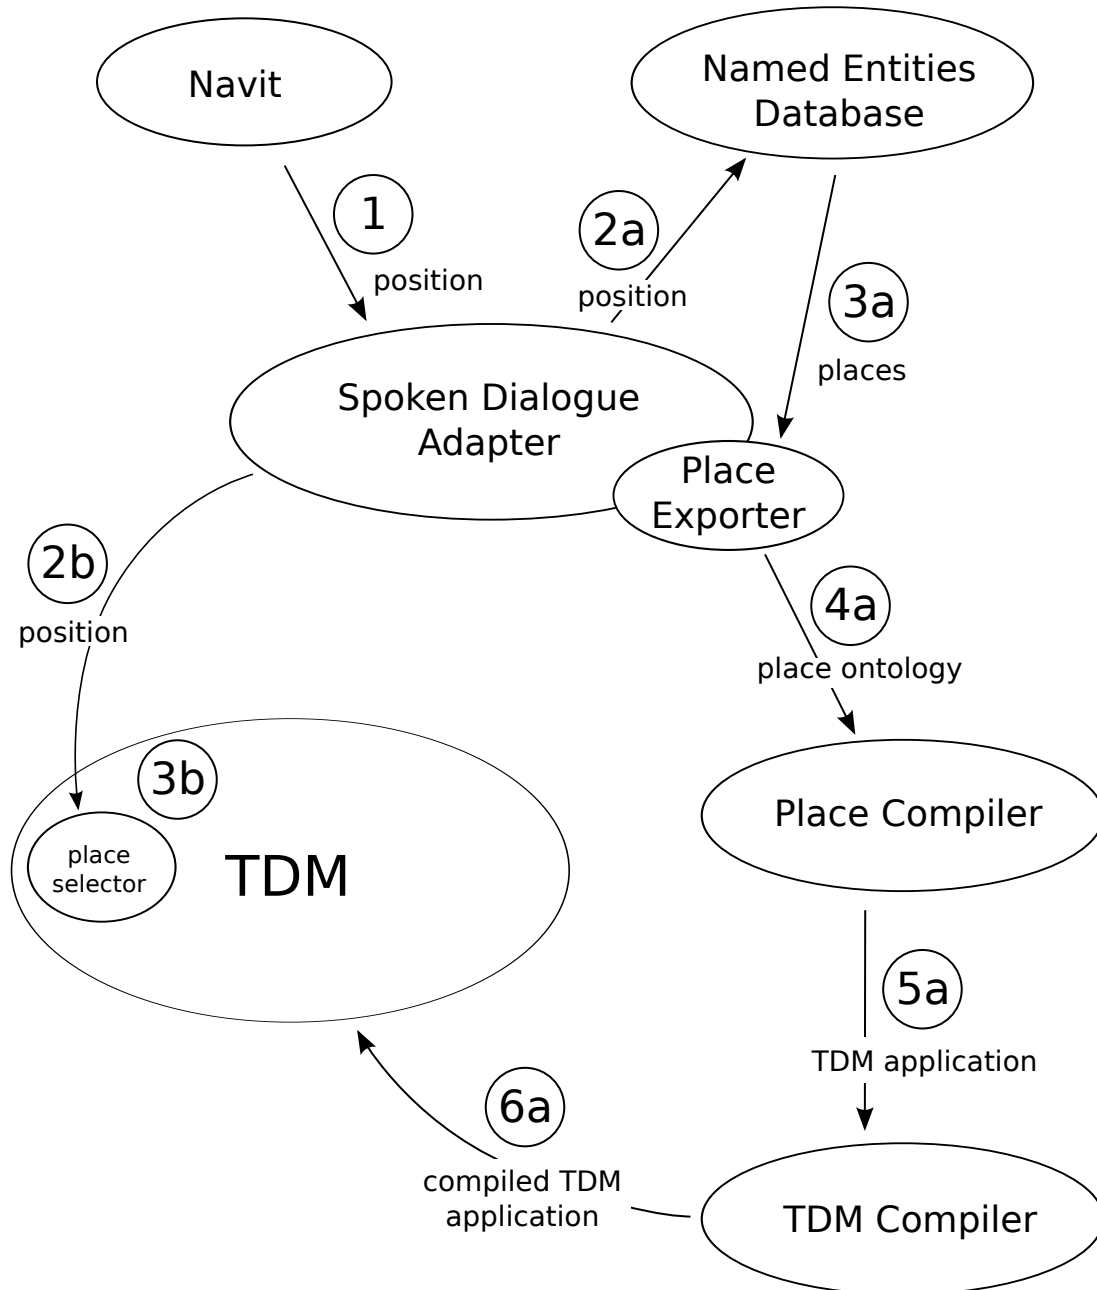 Navit
Named Entities
Database
1
position
2a
position
3a
places
Spoken Dialogue
Adapter
Place
Exporter
2b
position
4a
place ontology
3b
place
selector
TDM
Place Compiler
5a
TDM application
6a
compiled TDM
application
TDM Compiler